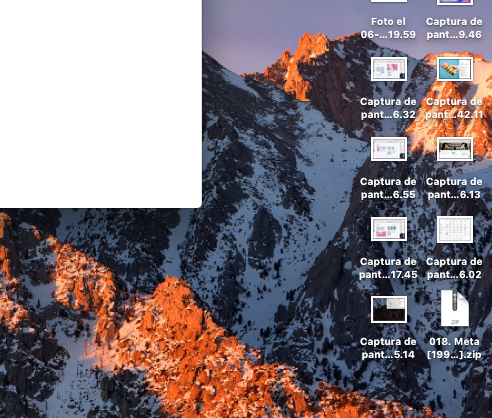 Foto el
06-...19.59
Captura de
pant...9.46
Captura de
pant...6.32
Captura de
pant...42.11
Captura de
pant...6.55
Captura de
pant...6.13
Captura de
pant...17.45
Captura de
pant...6.02
Captura de
pant...5.14
ZIP
018. Meta
[199...].zip